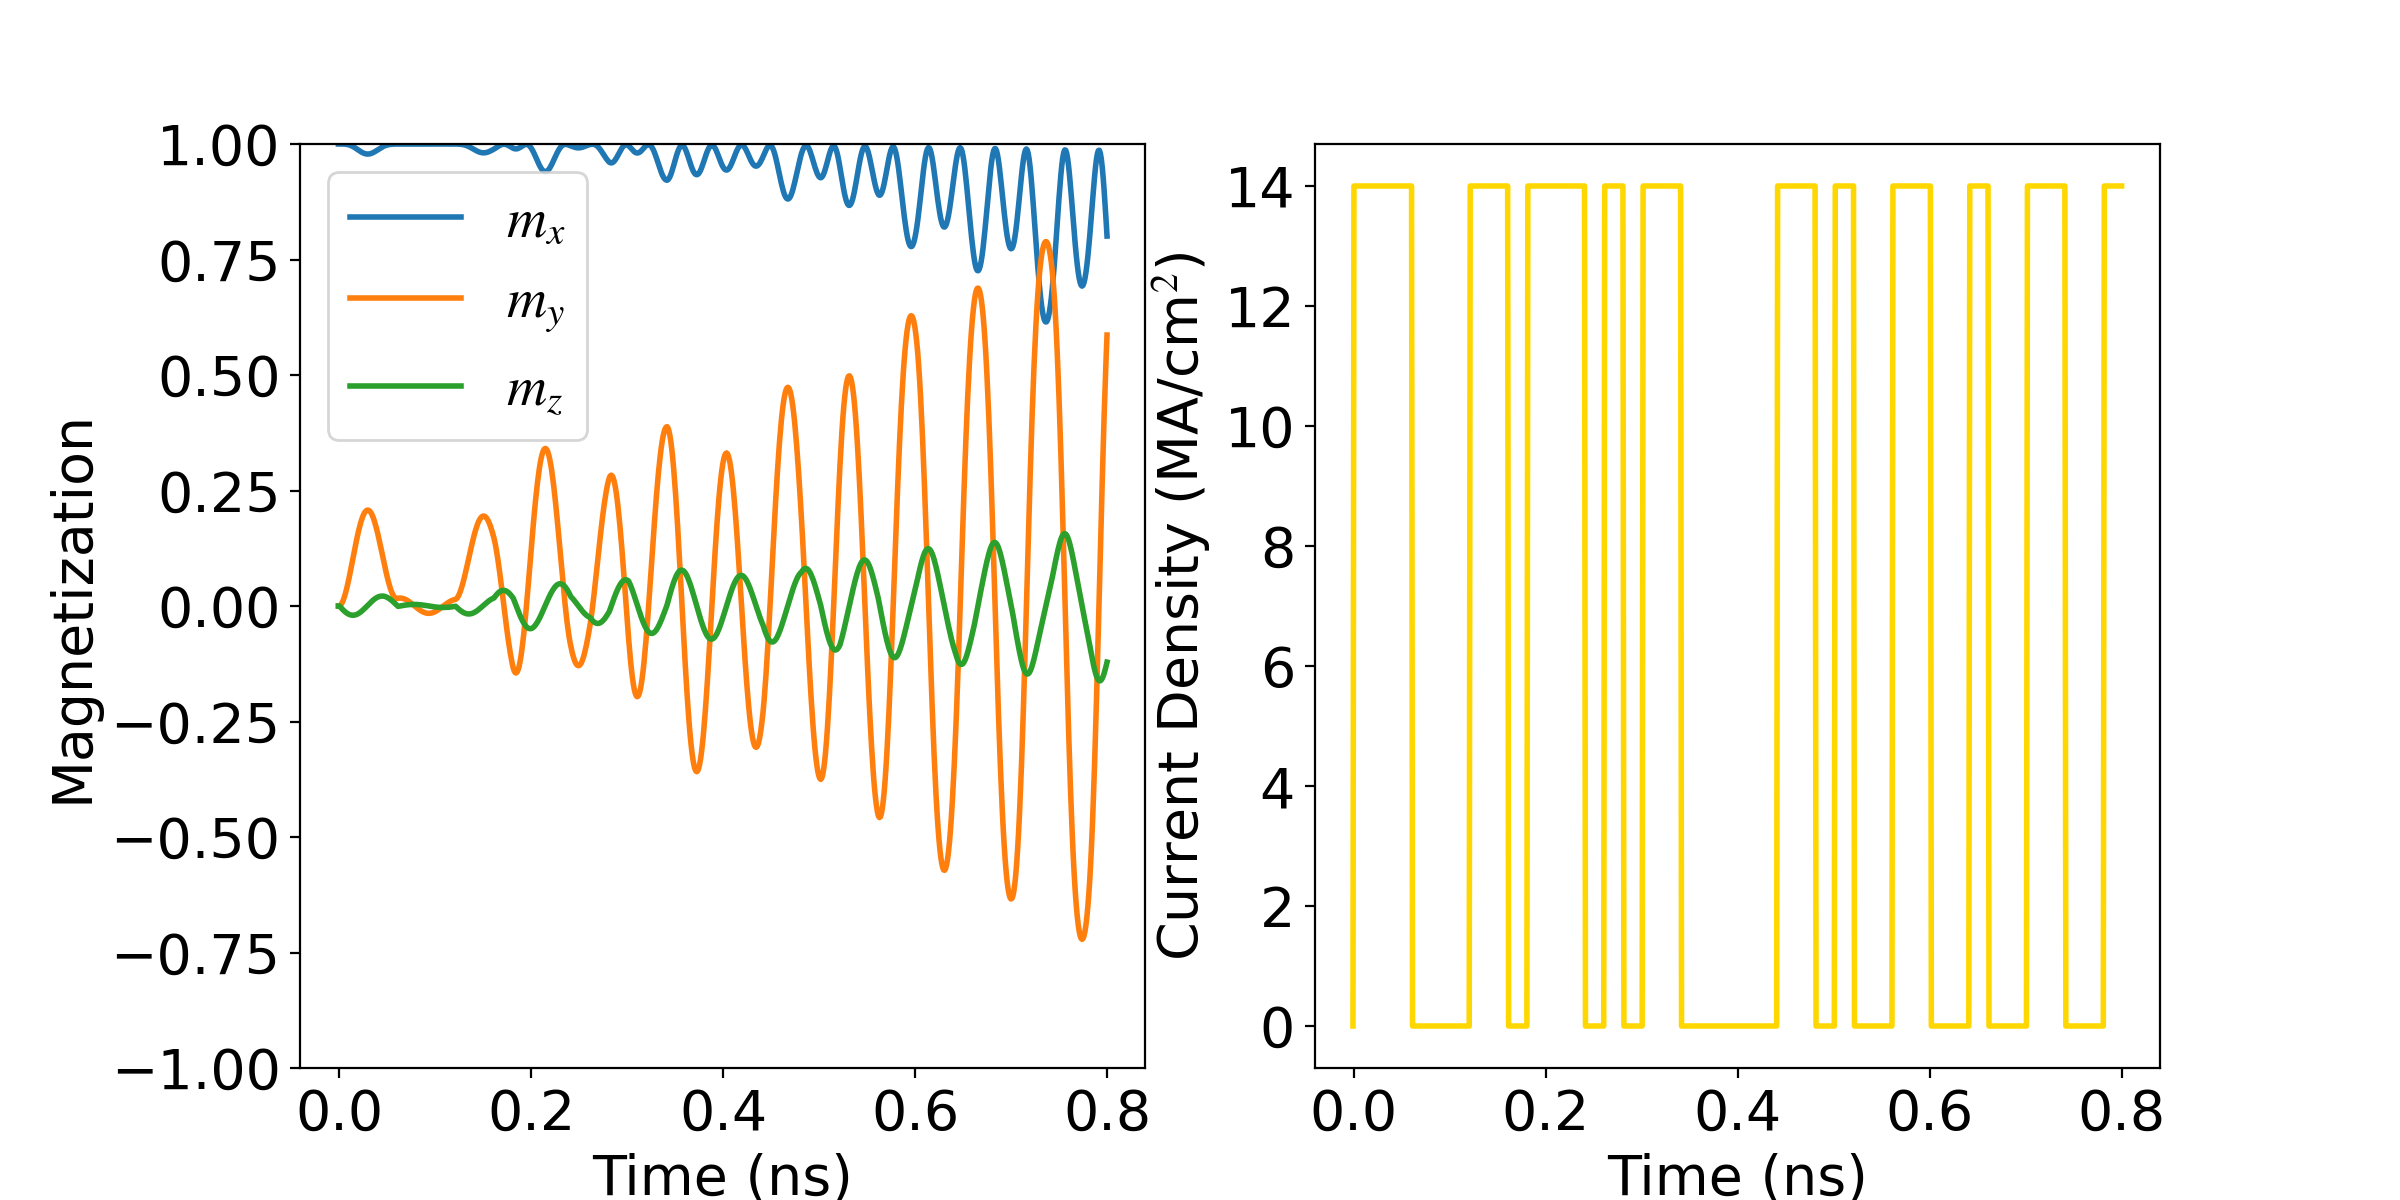 1.00
0.75
0.50
0.25
0.00
−0.25
−0.50
−0.75
−1.00
0.0 0.2 0.4 0.6 0.8
Time (ns)
Magnetization
m_x
m_y
m_z
14
12
10
8
6
4
2
0
0.0 0.2 0.4 0.6 0.8
Time (ns)
Current Density (MA/cm²)